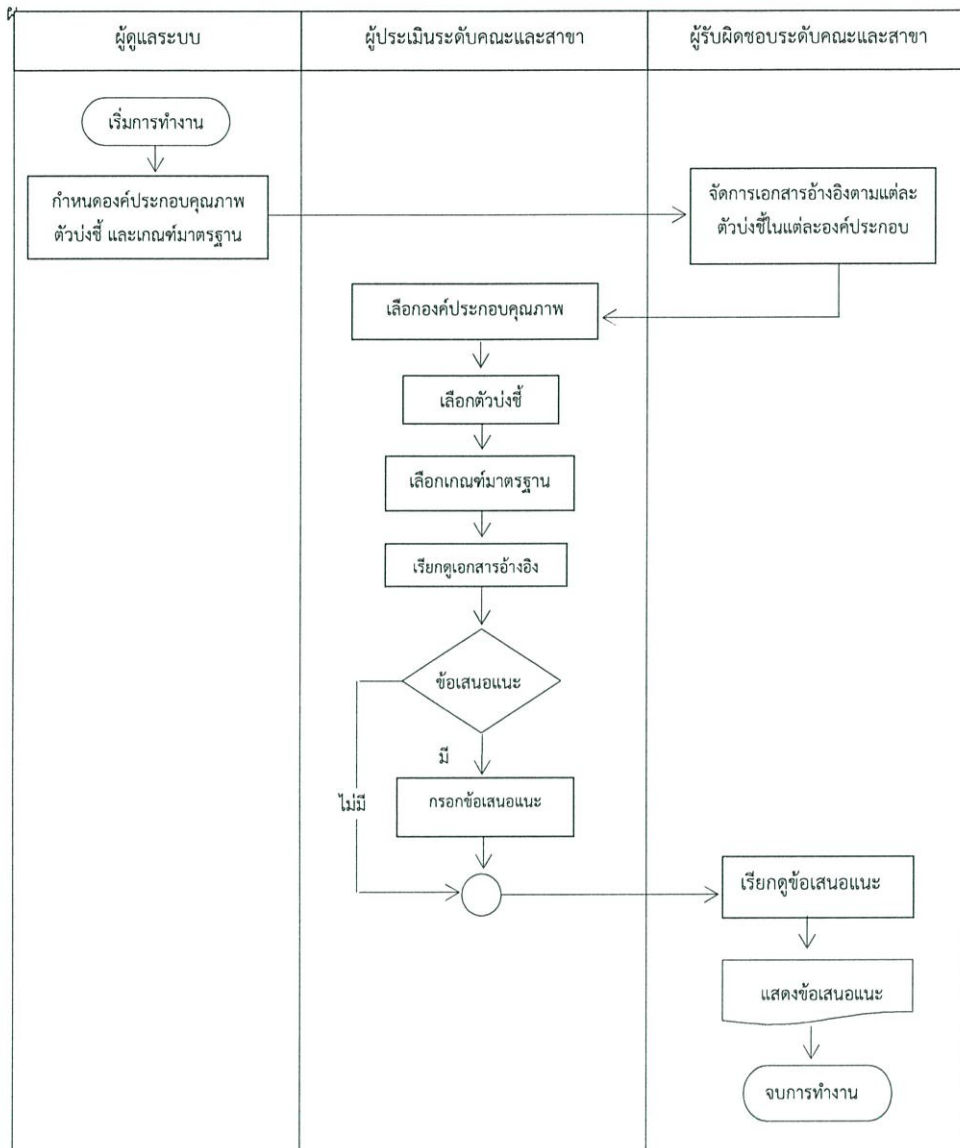 ผู้ดูแลระบบ
ผู้ประเมินระดับคณะและสาขา
ผู้รับผิดชอบระดับคณะและสาขา
เริ่มการทำงาน
กำหนดองค์ประกอบคุณภาพ
ตัวบ่งชี้ และเกณฑ์มาตรฐาน
จัดการเอกสารอ้างอิงตามแต่ละ
ตัวบ่งชี้ในแต่ละองค์ประกอบ
เลือกองค์ประกอบคุณภาพ
เลือกตัวบ่งชี้
เลือกเกณฑ์มาตรฐาน
เรียกดูเอกสารอ้างอิง
ข้อเสนอแนะ
มี
ไม่มี
กรอกข้อเสนอแนะ
เรียกดูข้อเสนอแนะ
แสดงข้อเสนอแนะ
จบการทำงาน